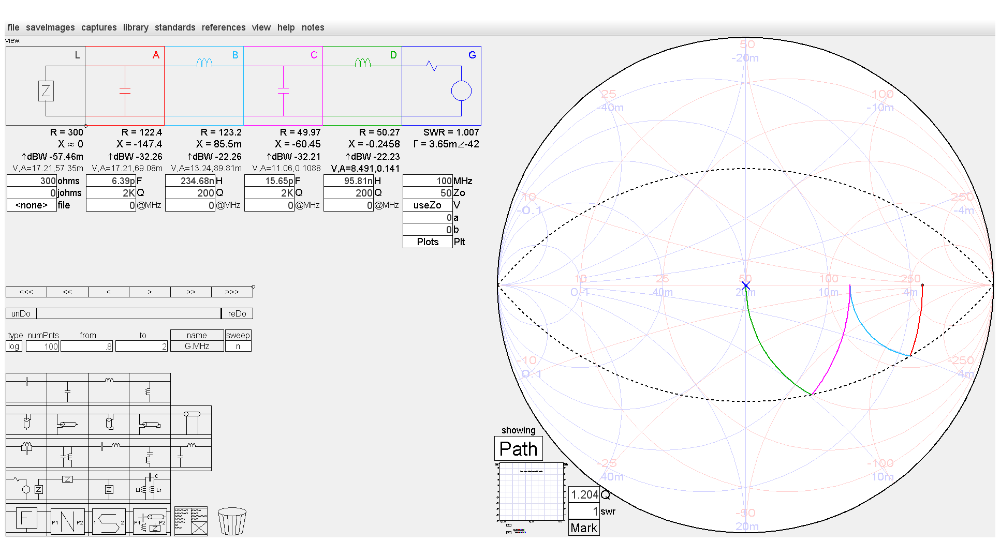 file saveImages captures library standards references view help notes
view:
L A B C D G
Z
R = 300 R = 122.4 R = 123.2 R = 49.97 R = 50.27 SWR = 1.007
X ≈ 0 X = -147.4 X = 85.5m X = -60.45 X = -0.2458 Γ = 3.65m∠-42
↑dBW -57.46m ↑dBW -32.26 ↑dBW -22.26 ↑dBW -32.21 ↑dBW -22.23
V,A=17.21,57.35m V,A=17.21,69.08m V,A=13.24,89.81m V,A=11.06,0.1088 V,A=8.491,0.141
300 ohms 6.39p F 234.68n H 15.65p F 95.81n H 100 MHz
0 johms 2K Q 200 Q 2K Q 200 Q 50 Zo
<none> file 0 @MHz 0 @MHz 0 @MHz 0 @MHz useZo V
0 a
0 b
Plots Plt
<<< << < > >> >>>
unDo reDo
type numPnts from to name sweep
log 100 .8 2 G.MHz n
Z Z Z C
Ll Lr
F P1 N P2 1 S 2 P1 P2 Z
50
-20m
25 100
-40m -10m
10 250
-0.1 -4m
10 25 50 100 250
0.1 40m 20m 10m 4m
-10 -250
0.1 4m
-25 -100
40m 10m
-50
20m
showing
Path
1.204 Q
1 swr
Mark